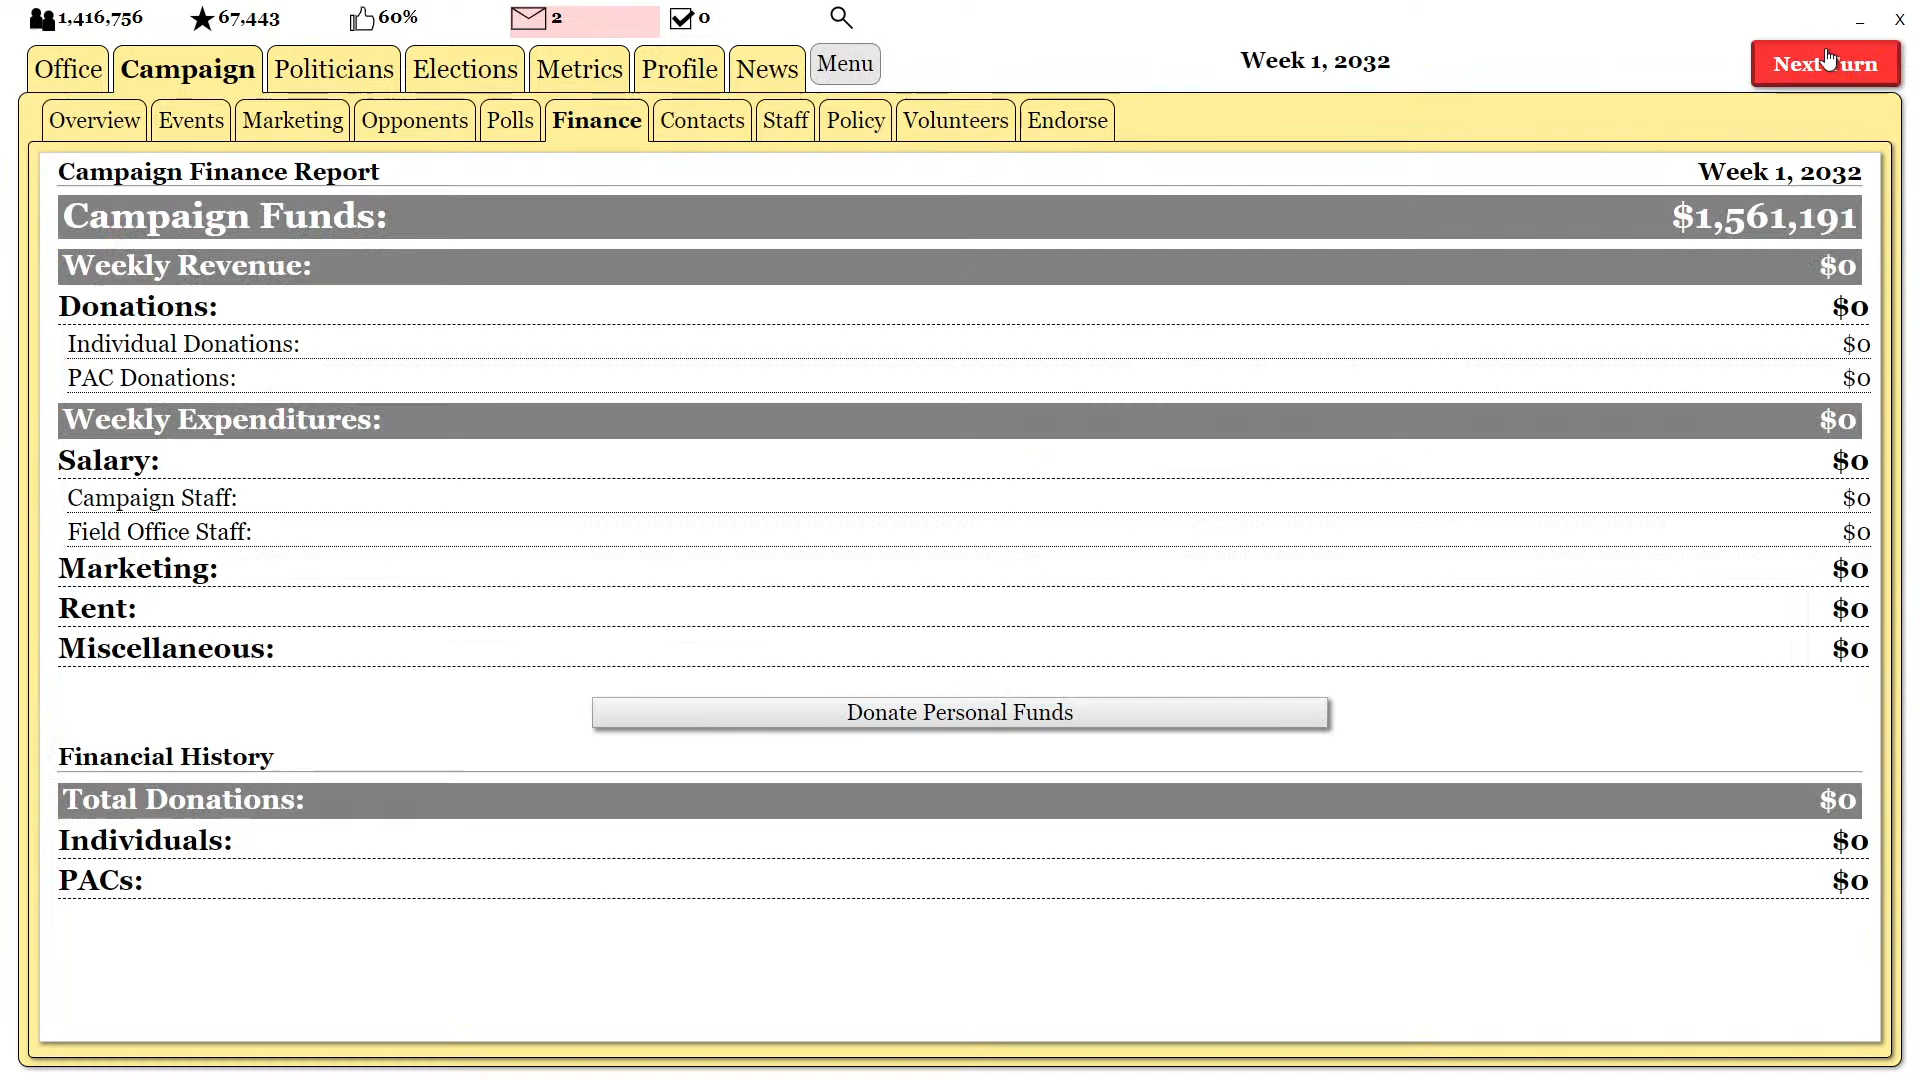 1,416,756 67,443 60% 2 0
_ X
Office Campaign Politicians Elections Metrics Profile News Menu Week 1, 2032 Next Turn
Overview Events Marketing Opponents Polls Finance Contacts Staff Policy Volunteers Endorse
Campaign Finance Report Week 1, 2032
Campaign Funds: $1,561,191
Weekly Revenue: $0
Donations: $0
Individual Donations: $0
PAC Donations: $0
Weekly Expenditures: $0
Salary: $0
Campaign Staff: $0
Field Office Staff: $0
Marketing: $0
Rent: $0
Miscellaneous: $0
Donate Personal Funds
Financial History
Total Donations: $0
Individuals: $0
PACs: $0